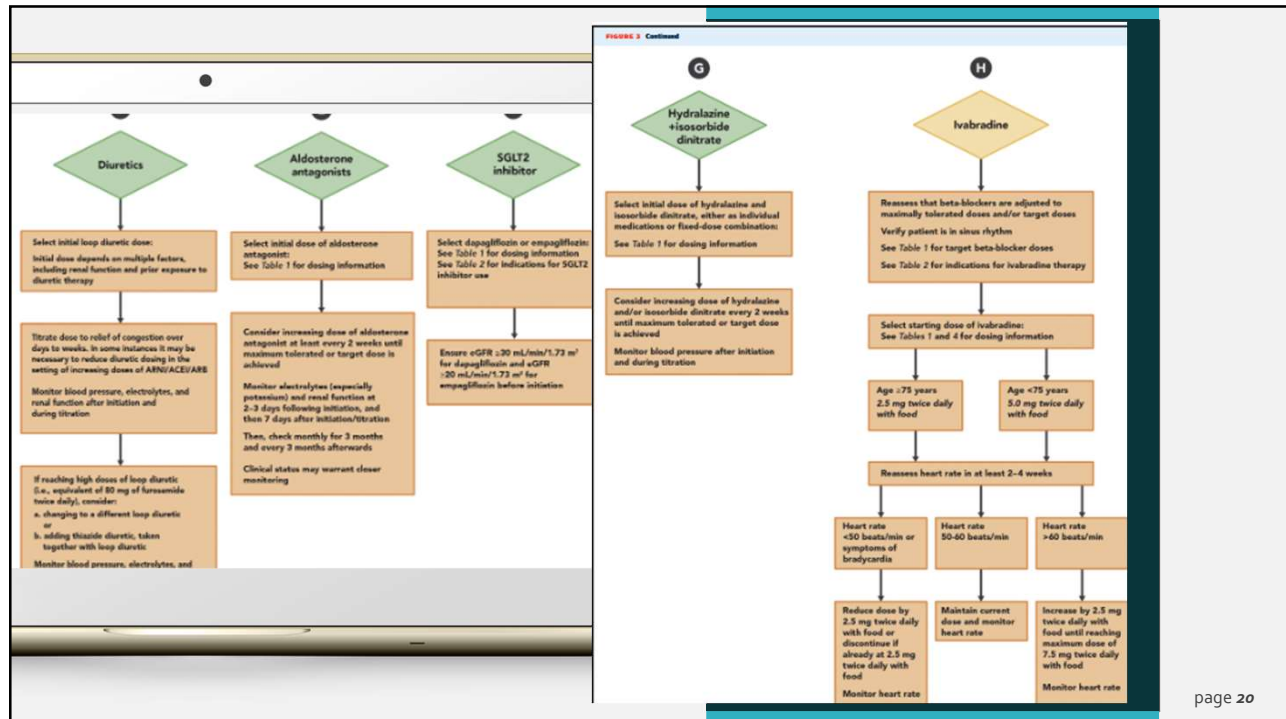 Diuretics
Select initial loop diuretic dose:
Initial dose depends on multiple factors,
including renal function and prior exposure to
diuretic therapy
Titrate dose to relief of congestion over
days to weeks. In some instances it may be
necessary to reduce diuretic dosing in the
setting of increasing doses of ARNI/ACEI/ARB
Monitor blood pressure, electrolytes, and
renal function after initiation and
during titration
If reaching high doses of loop diuretic
(i.e., equivalent of 80 mg of furosemide
twice daily), consider:
a. changing to a different loop diuretic
or
b. adding thiazide diuretic, taken
together with loop diuretic
Monitor blood pressure, electrolytes, and
Aldosterone
antagonists
Select initial dose of aldosterone
antagonist:
See Table 1 for dosing information
Consider increasing dose of aldosterone
antagonist at least every 2 weeks until
maximum tolerated or target dose is
achieved
Monitor electrolytes (especially
potassium) and renal function at
2–3 days following initiation, and
then 7 days after initiation/titration
Then, check monthly for 3 months
and every 3 months afterwards
Clinical status may warrant closer
monitoring
SGLT2
inhibitor
Select dapagliflozin or empagliflozin:
See Table 1 for dosing information
See Table 2 for indications for SGLT2
inhibitor use
Ensure eGFR ≥30 mL/min/1.73 m²
for dapagliflozin and eGFR
≥20 mL/min/1.73 m² for
empagliflozin before initiation
FIGURE 3 Continued
G
Hydralazine
+isosorbide
dinitrate
Select initial dose of hydralazine and
isosorbide dinitrate, either as individual
medications or fixed-dose combination:
See Table 1 for dosing information
Consider increasing dose of hydralazine
and/or isosorbide dinitrate every 2 weeks
until maximum tolerated or target dose
is achieved
Monitor blood pressure after initiation
and during titration
H
Ivabradine
Reassess that beta-blockers are adjusted to
maximally tolerated doses and/or target doses
Verify patient is in sinus rhythm
See Table 1 for target beta-blocker doses
See Table 2 for indications for ivabradine therapy
Select starting dose of ivabradine:
See Tables 1 and 4 for dosing information
Age ≥75 years
2.5 mg twice daily
with food
Age <75 years
5.0 mg twice daily
with food
Reassess heart rate in at least 2–4 weeks
Heart rate
<50 beats/min or
symptoms of
bradycardia
Heart rate
50-60 beats/min
Heart rate
>60 beats/min
Reduce dose by
2.5 mg twice daily
with food or
discontinue if
already at 2.5 mg
twice daily with
food
Monitor heart rate
Maintain current
dose and monitor
heart rate
Increase by 2.5 mg
twice daily with
food until reaching
maximum dose of
7.5 mg twice daily
with food
Monitor heart rate
page 20